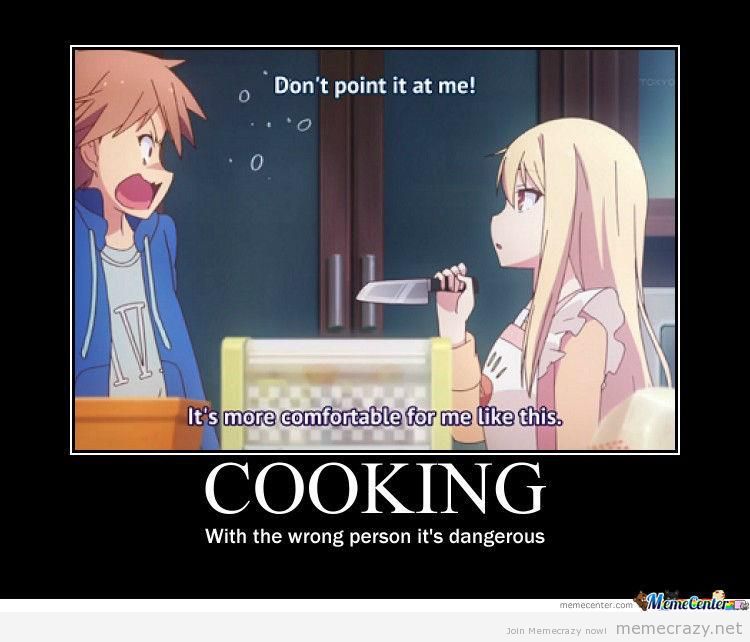 Don't point it at me!
TOKYO
It's more comfortable for me like this.
COOKING
With the wrong person it's dangerous
memecenter.com MemeCenter
Join Memecrazy now! memecrazy.net